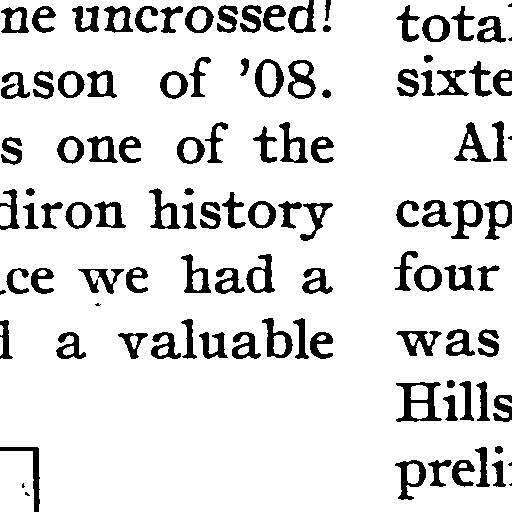 ne uncrossed!
ason of '08.
s one of the
diron history
ce we had a
d a valuable
total
sixte
Al
capp
four
was
Hills
preli